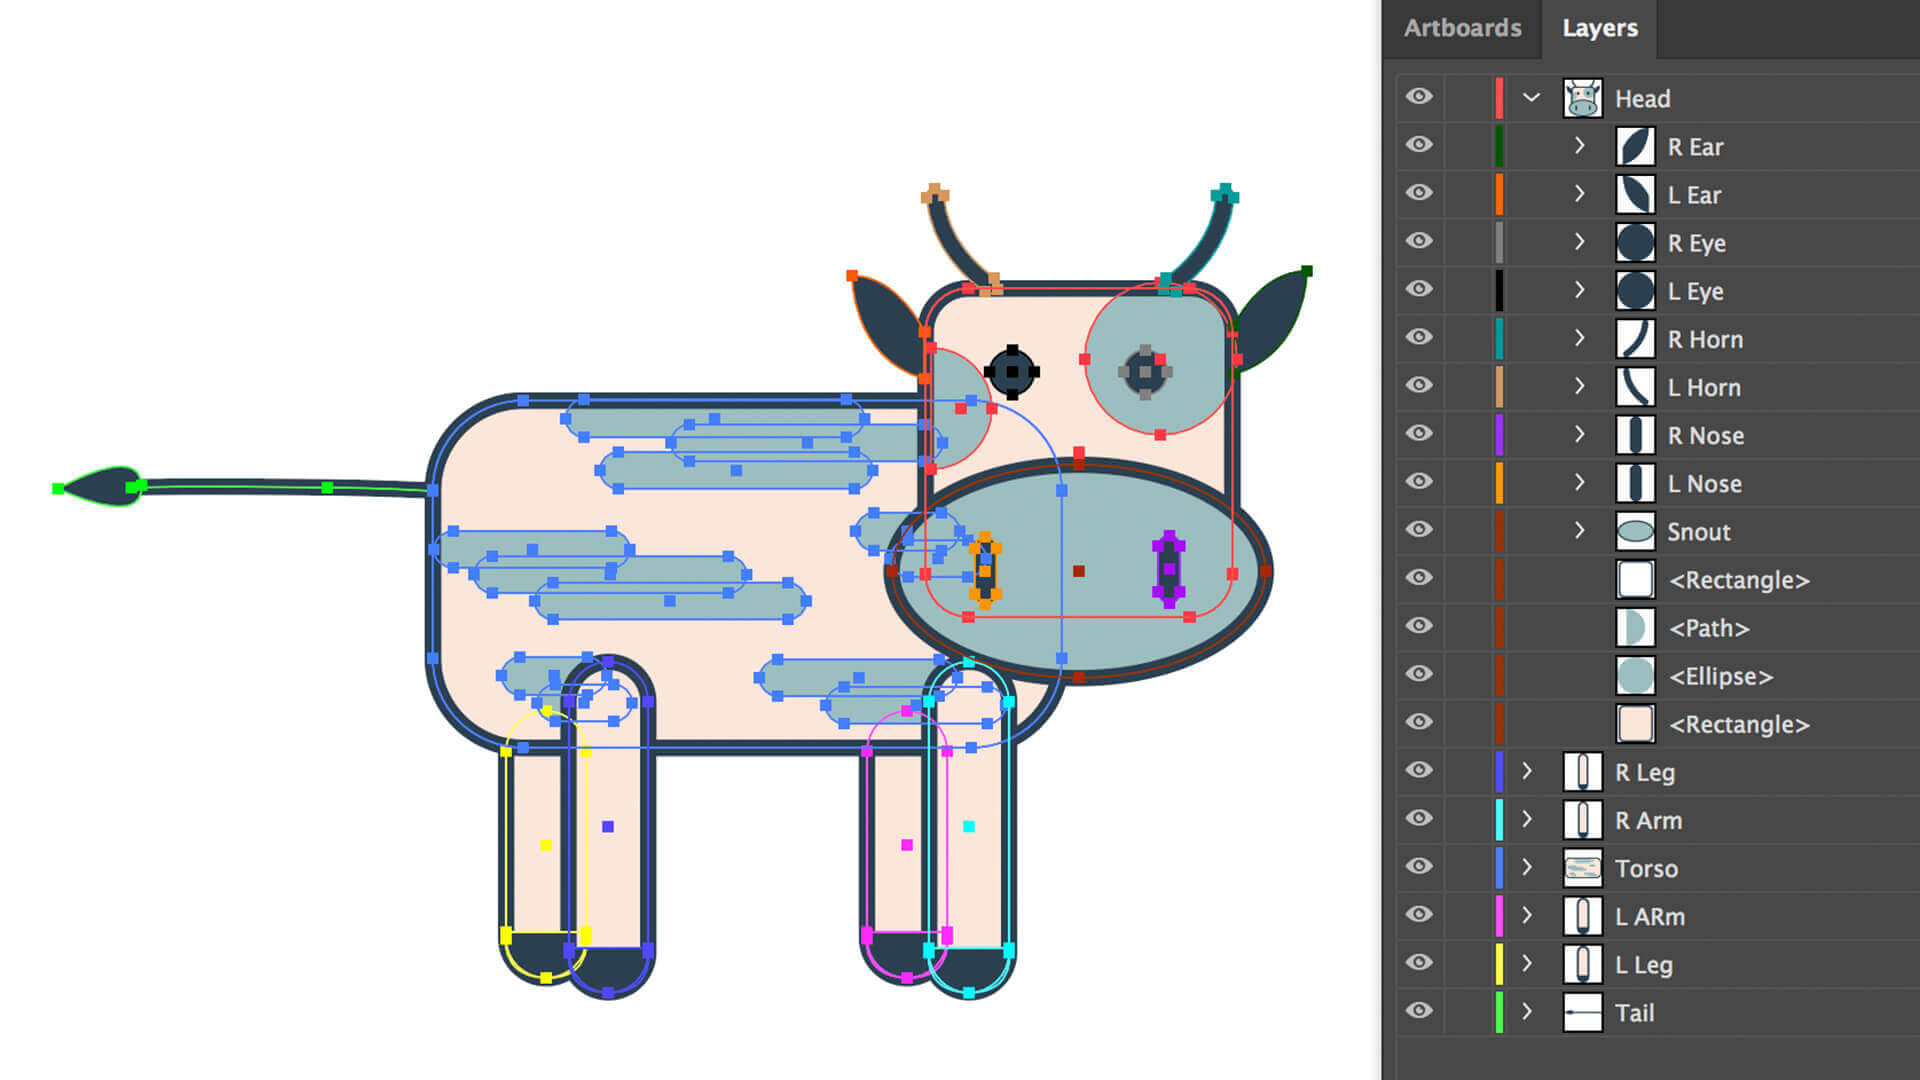 Artboards
Layers
Head
R Ear
L Ear
R Eye
L Eye
R Horn
L Horn
R Nose
L Nose
Snout
<Rectangle>
<Path>
<Ellipse>
<Rectangle>
R Leg
R Arm
Torso
L ARm
L Leg
Tail